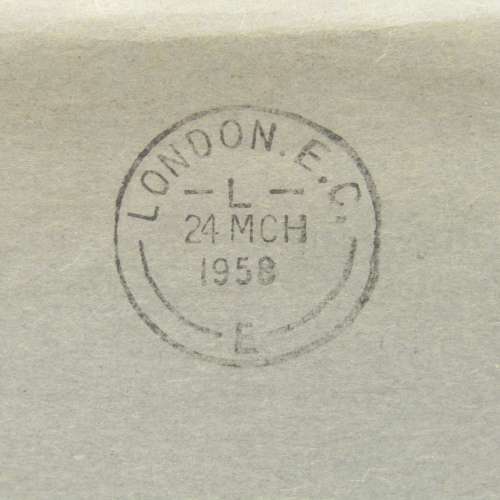 LONDON. E.C.
– L –
24 MCH
1958
E